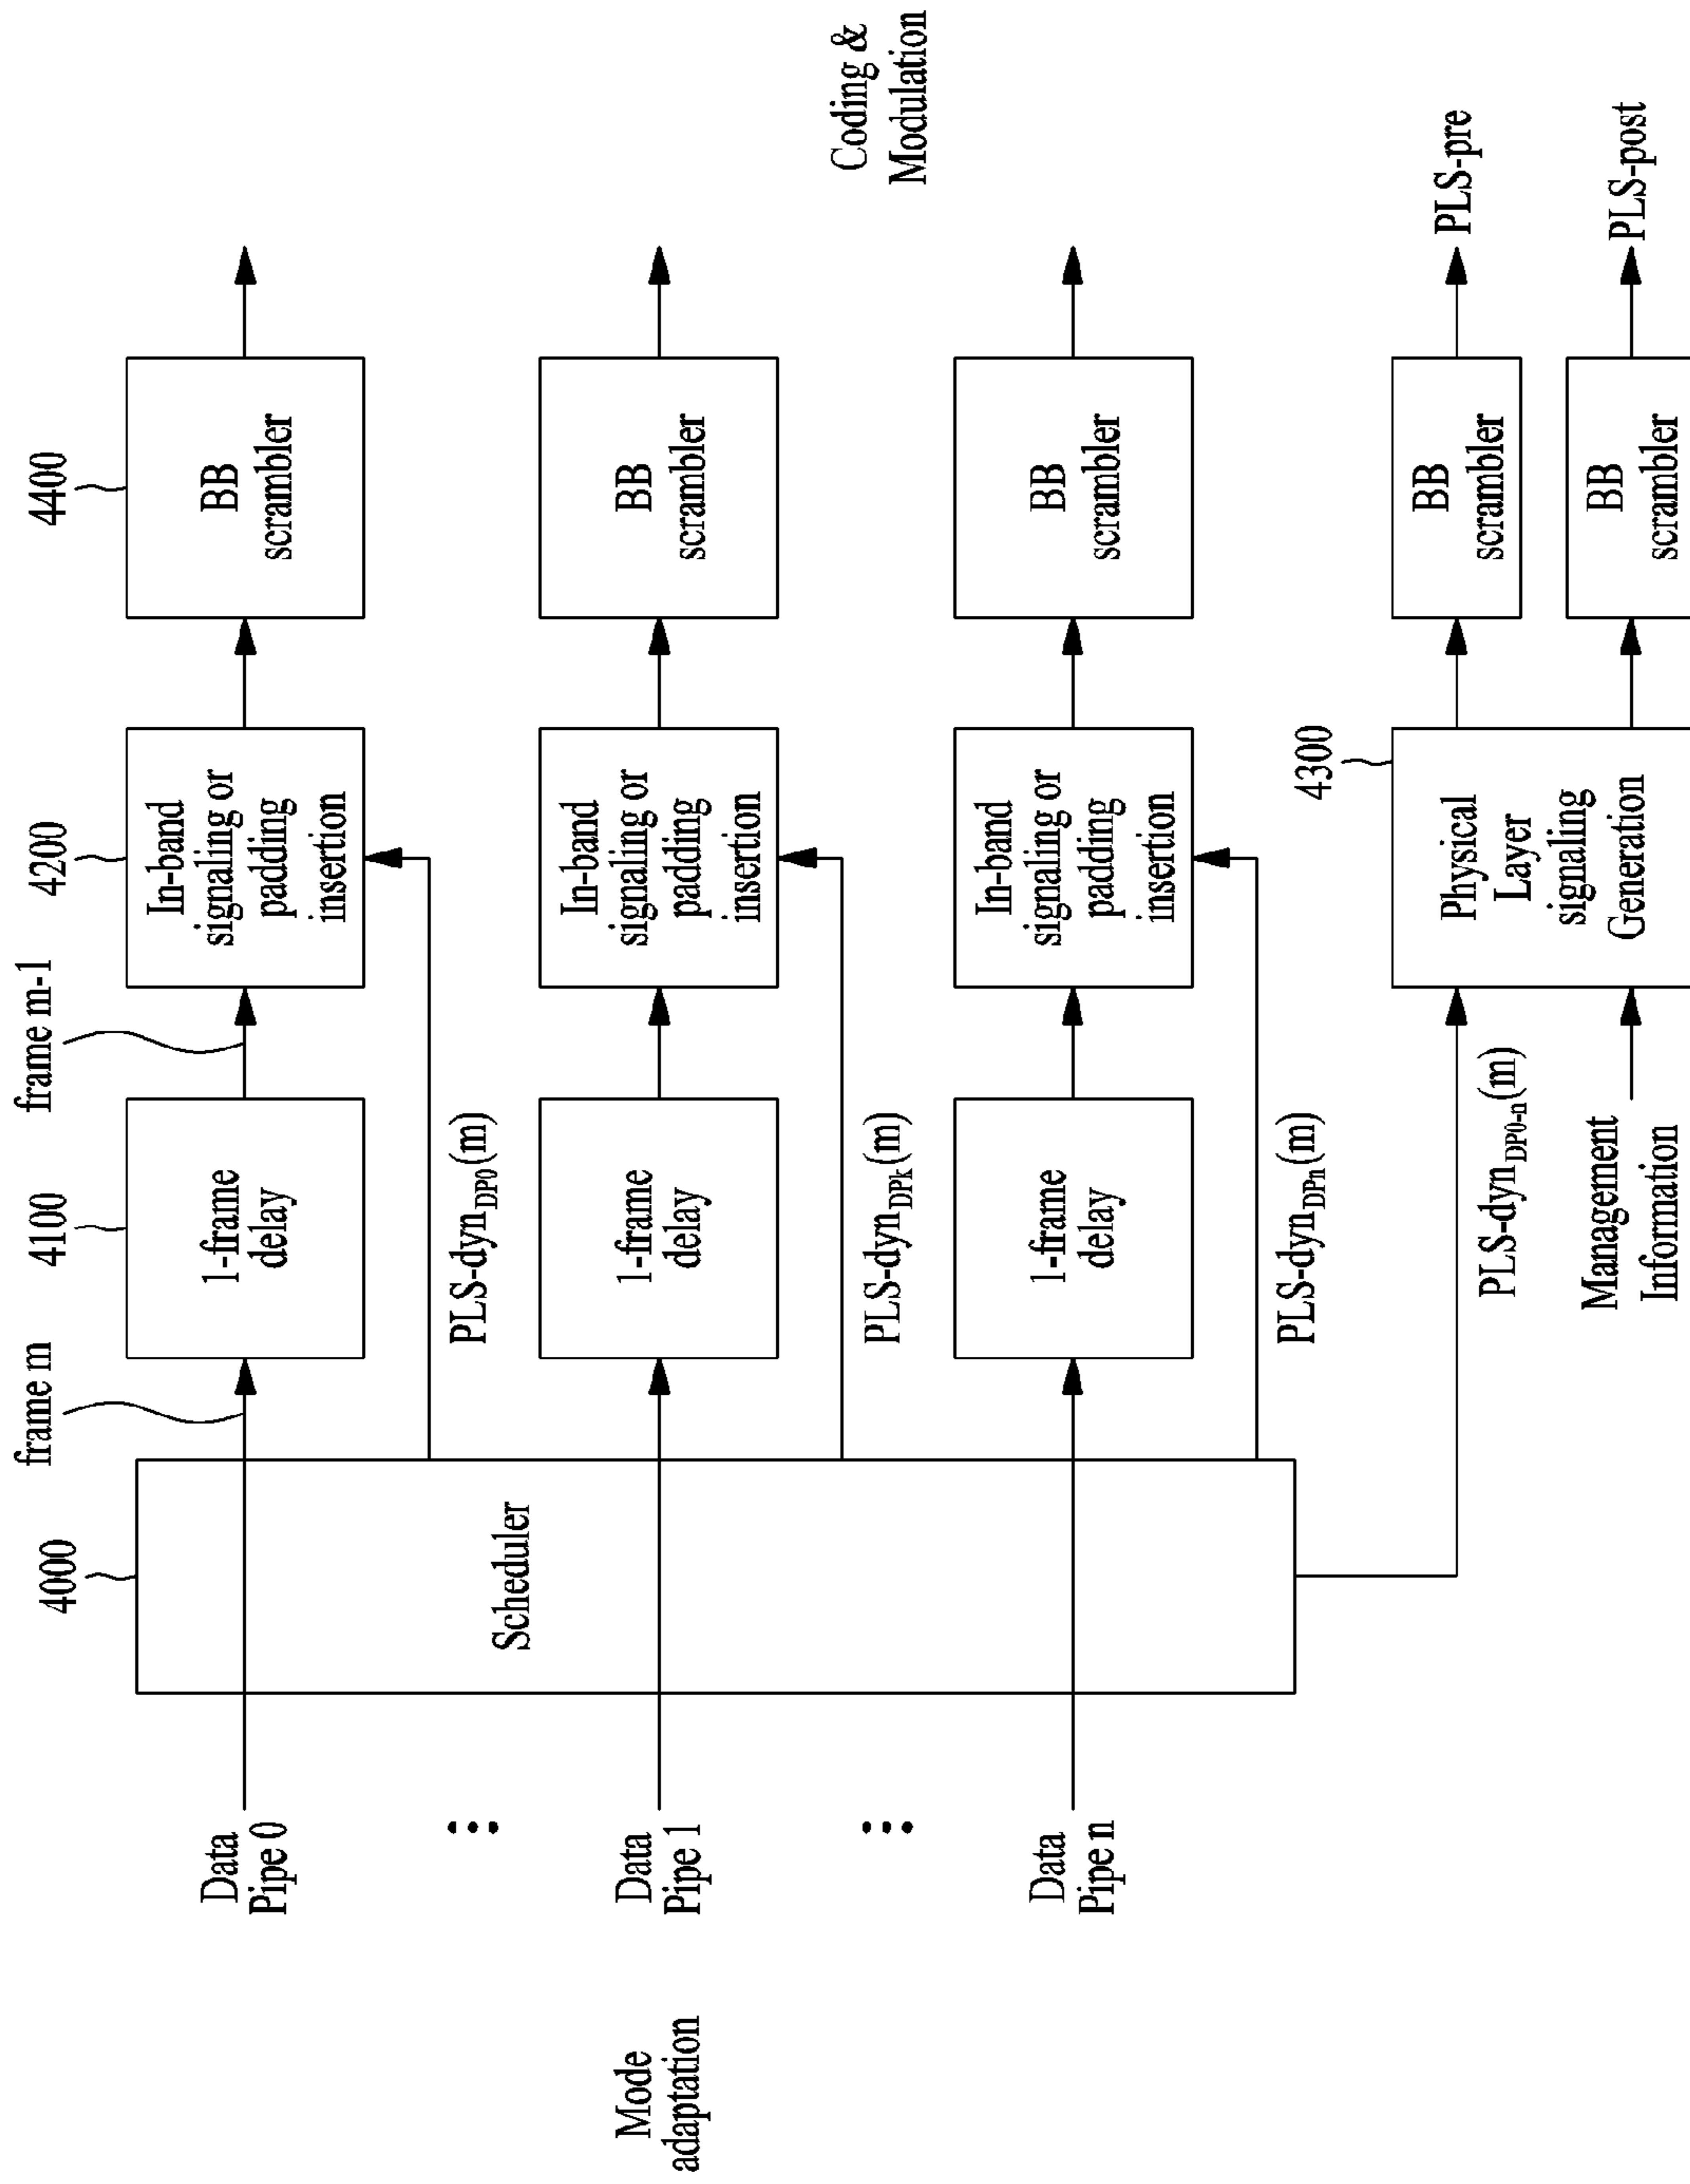 4000
4100
4200
4400
frame m
frame m-1
Data
Pipe 0
1-frame
delay
In-band
signaling or
padding
insertion
BB
scrambler
PLS-dynDP0(m)
Scheduler
Mode
adaptation
Data
Pipe 1
1-frame
delay
In-band
signaling or
padding
insertion
BB
scrambler
Coding &
Modulation
PLS-dynDPk(m)
Data
Pipe n
1-frame
delay
In-band
signaling or
padding
insertion
BB
scrambler
PLS-dynDPn(m)
4300
PLS-dynDP0-n(m)
Management
Information
Physical
Layer
signaling
Generation
BB
scrambler
PLS-pre
BB
scrambler
PLS-post